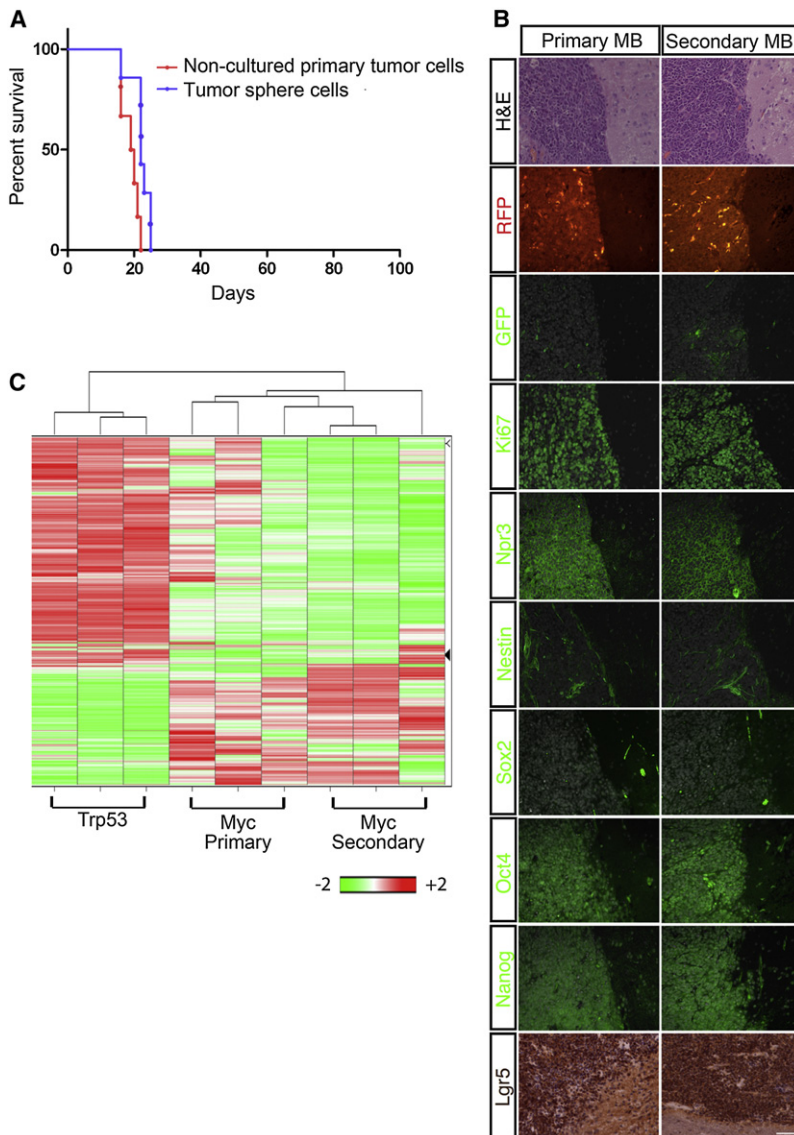 A
100
50
0
Percent survival
Non-cultured primary tumor cells
Tumor sphere cells
0 20 40 60 80 100
Days
B
Primary MB Secondary MB
H&E
RFP
GFP
Ki67
Npr3
Nestin
Sox2
Oct4
Nanog
Lgr5
C
Trp53
Myc
Primary
Myc
Secondary
-2 +2